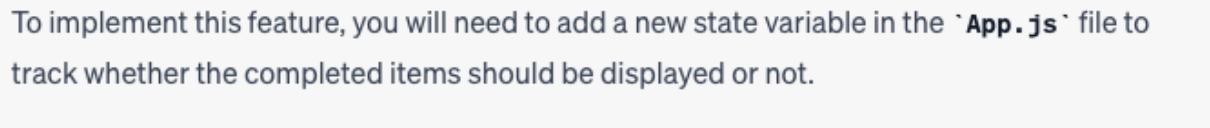 To implement this feature, you will need to add a new state variable in the `App.js` file to
track whether the completed items should be displayed or not.